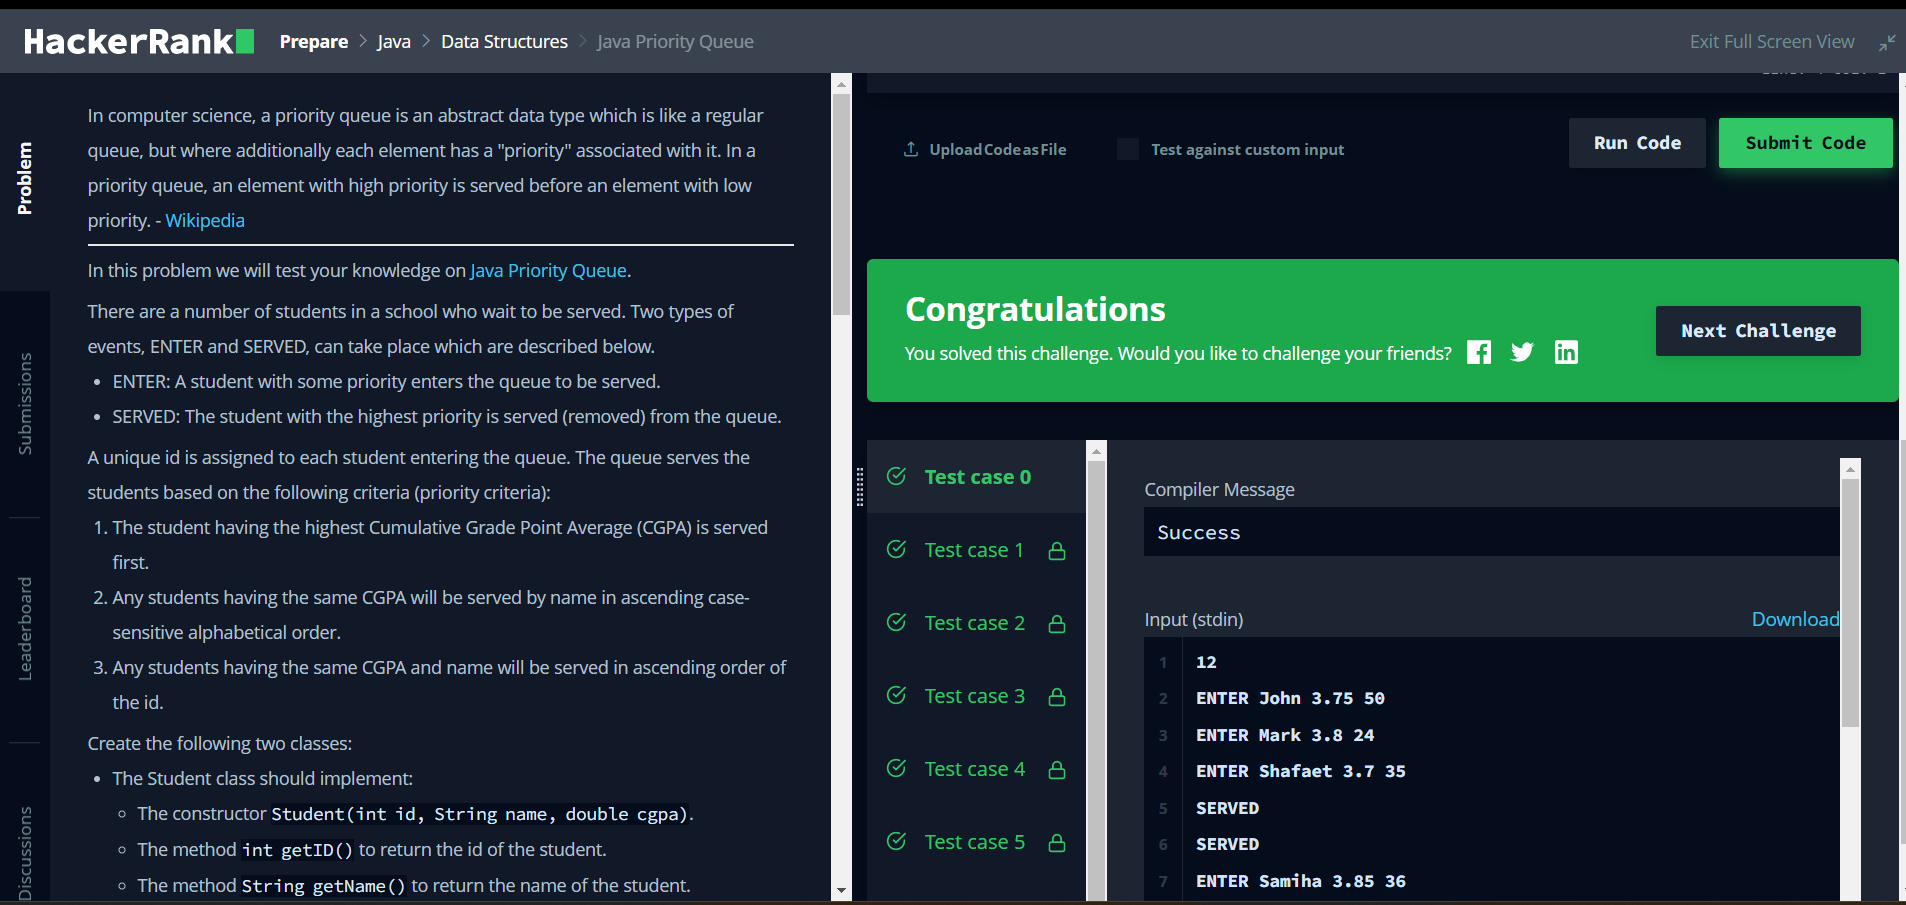 HackerRank
Prepare > Java > Data Structures > Java Priority Queue
Exit Full Screen View
Problem
Submissions
Leaderboard
Discussions
In computer science, a priority queue is an abstract data type which is like a regular
queue, but where additionally each element has a "priority" associated with it. In a
priority queue, an element with high priority is served before an element with low
priority. - Wikipedia
In this problem we will test your knowledge on Java Priority Queue.
There are a number of students in a school who wait to be served. Two types of
events, ENTER and SERVED, can take place which are described below.
• ENTER: A student with some priority enters the queue to be served.
• SERVED: The student with the highest priority is served (removed) from the queue.
A unique id is assigned to each student entering the queue. The queue serves the
students based on the following criteria (priority criteria):
1. The student having the highest Cumulative Grade Point Average (CGPA) is served
first.
2. Any students having the same CGPA will be served by name in ascending case-
sensitive alphabetical order.
3. Any students having the same CGPA and name will be served in ascending order of
the id.
Create the following two classes:
• The Student class should implement:
◦ The constructor Student(int id, String name, double cgpa).
◦ The method int getID() to return the id of the student.
◦ The method String getName() to return the name of the student.
Upload Code as File
Test against custom input
Run Code
Submit Code
Congratulations
You solved this challenge. Would you like to challenge your friends?
Next Challenge
Test case 0
Test case 1
Test case 2
Test case 3
Test case 4
Test case 5
Compiler Message
Success
Input (stdin)
Download
1 12
2 ENTER John 3.75 50
3 ENTER Mark 3.8 24
4 ENTER Shafaet 3.7 35
5 SERVED
6 SERVED
7 ENTER Samiha 3.85 36